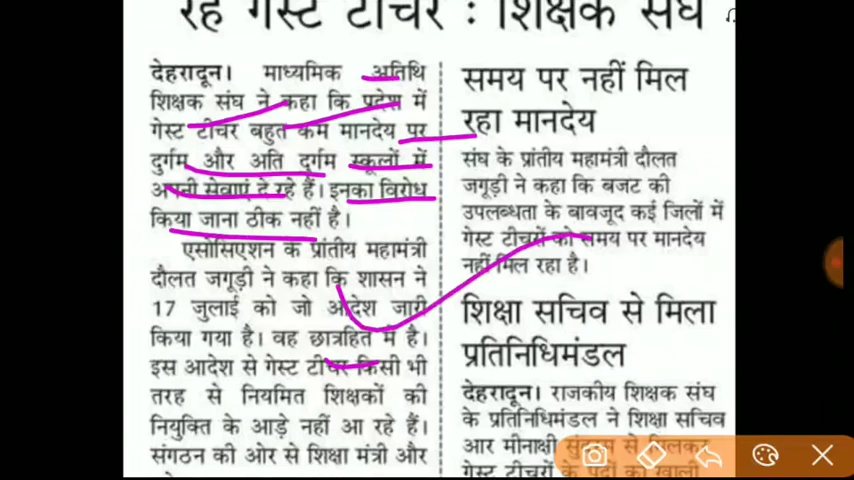 रहे गेस्ट टीचर : शिक्षक संघ
देहरादून। माध्यमिक अतिथि
शिक्षक संघ ने कहा कि प्रदेश में
गेस्ट टीचर बहुत कम मानदेय पर
दुर्गम और अति दुर्गम स्कूलों में
अपनी सेवाएं दे रहे हैं। इनका विरोध
किया जाना ठीक नहीं है।
एसोसिएशन के प्रांतीय महामंत्री
दौलत जगूड़ी ने कहा कि शासन ने
17 जुलाई को जो आदेश जारी
किया गया है। वह छात्रहित में है।
इस आदेश से गेस्ट टीचर किसी भी
तरह से नियमित शिक्षकों की
नियुक्ति के आड़े नहीं आ रहे हैं।
संगठन की ओर से शिक्षा मंत्री और
समय पर नहीं मिल
रहा मानदेय
संघ के प्रांतीय महामंत्री दौलत
जगूड़ी ने कहा कि बजट की
उपलब्धता के बावजूद कई जिलों में
गेस्ट टीचरों को समय पर मानदेय
नहीं मिल रहा है।
शिक्षा सचिव से मिला
प्रतिनिधिमंडल
देहरादून। राजकीय शिक्षक संघ
के प्रतिनिधिमंडल ने शिक्षा सचिव
आर मीनाक्षी सुंदरम से मिलकर
गेस्ट टीचरों के पदों को खाली